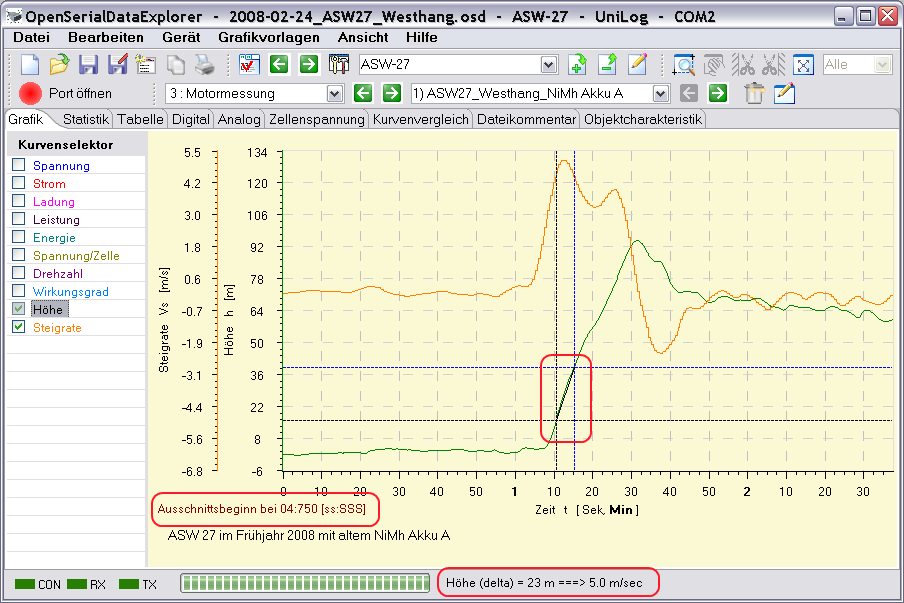 OpenSerialDataExplorer - 2008-02-24_ASW27_Westhang.osd - ASW-27 - UniLog - COM2
Datei Bearbeiten Gerät Grafikvorlagen Ansicht Hilfe
ASW-27 Alle
Port öffnen 3 : Motormessung 1) ASW27_Westhang_NiMh Akku A
Grafik Statistik Tabelle Digital Analog Zellenspannung Kurvenvergleich Dateikommentar Objektcharakteristik
Kurvenselektor
Spannung
Strom
Ladung
Leistung
Energie
Spannung/Zelle
Drehzahl
Wirkungsgrad
Höhe
Steigrate
Steigrate Vs [m/s]
5.5
4.2
3.0
1.8
0.6
-0.7
-1.9
-3.1
-4.4
-5.6
-6.8
Höhe h [m]
134
120
106
92
78
64
50
36
22
8
-6
0 10 20 30 40 50 1 10 20 30 40 50 2 10 20 30
Zeit t [ Sek, Min ]
Ausschnittsbeginn bei 04:750 [ss:SSS]
ASW 27 im Frühjahr 2008 mit altem NiMh Akku A
CON RX TX Höhe (delta) = 23 m ===> 5.0 m/sec